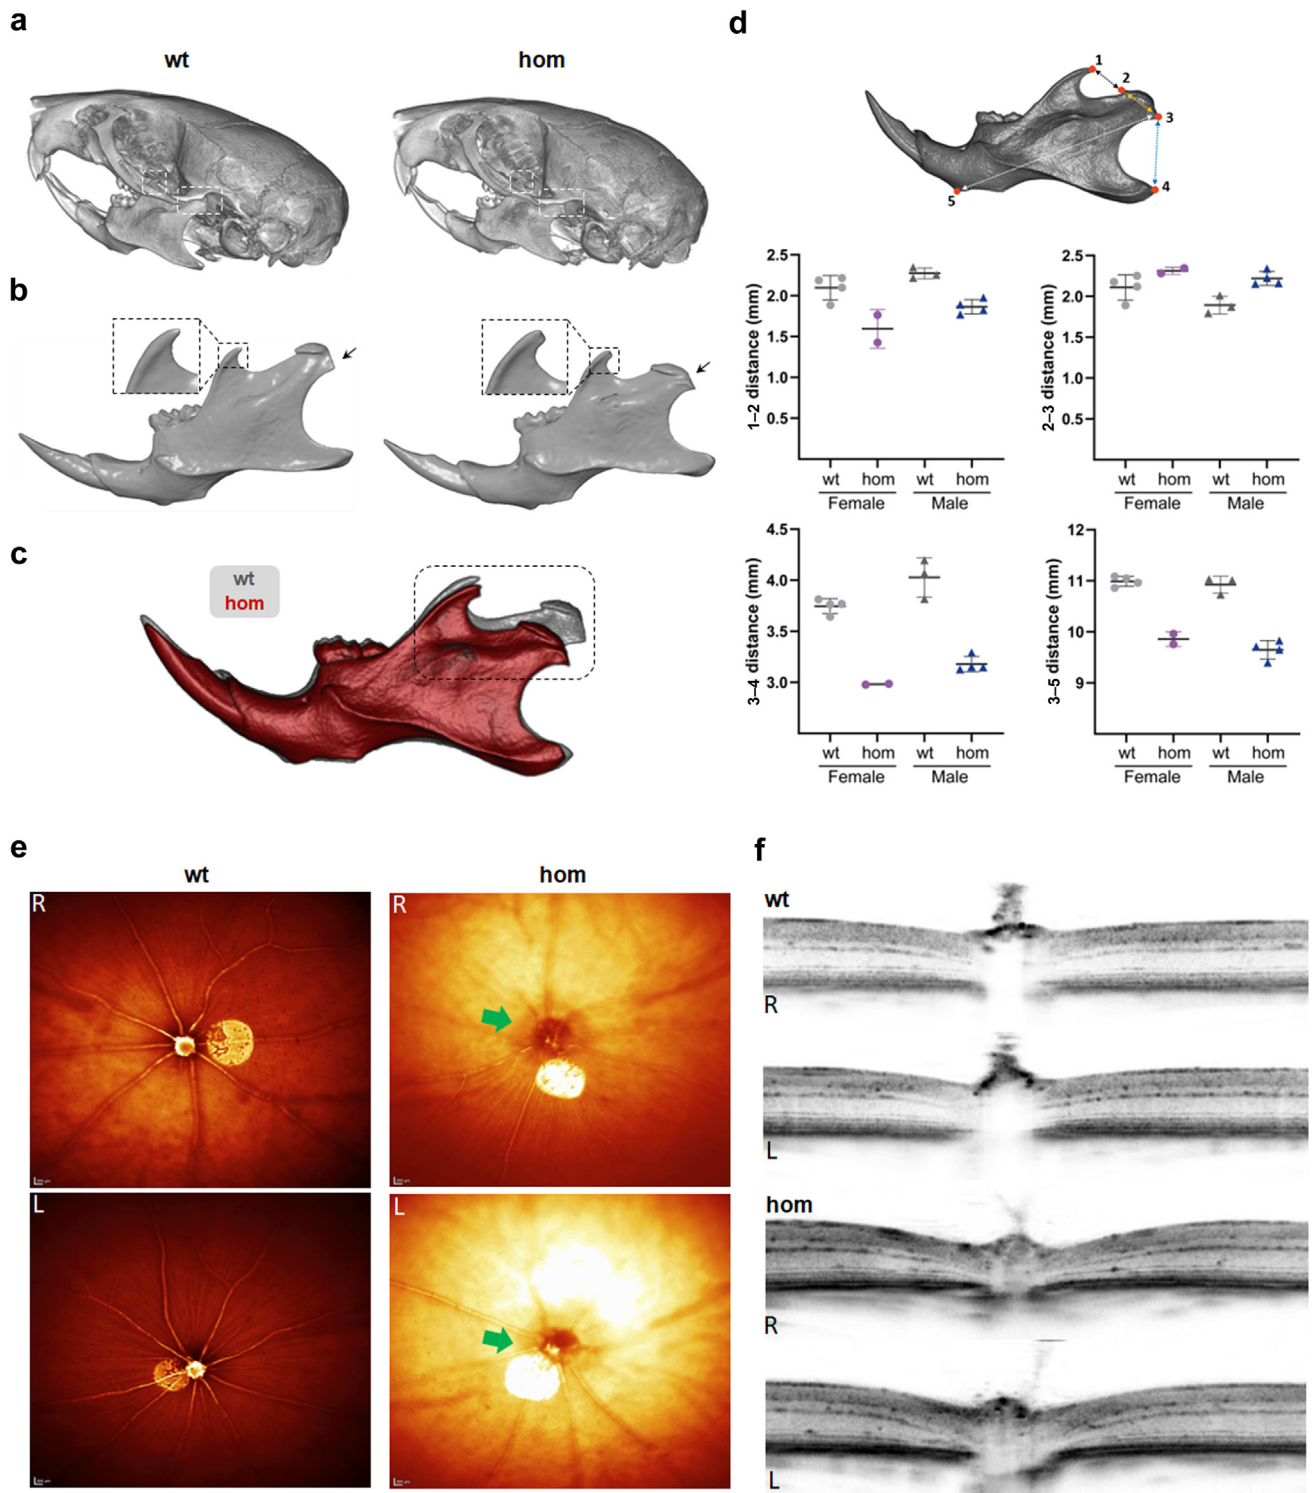 a
wt
hom
b
c
wt
hom
d
1
2
3
4
5
1–2 distance (mm)
2.5
2.0
1.5
1.0
0.5
wt hom wt hom
Female Male
2–3 distance (mm)
2.5
2.0
1.5
1.0
0.5
wt hom wt hom
Female Male
3–4 distance (mm)
4.5
4.0
3.5
3.0
wt hom wt hom
Female Male
3–5 distance (mm)
12
11
10
9
wt hom wt hom
Female Male
e
wt
hom
R
R
L
L
f
wt
R
L
hom
R
L